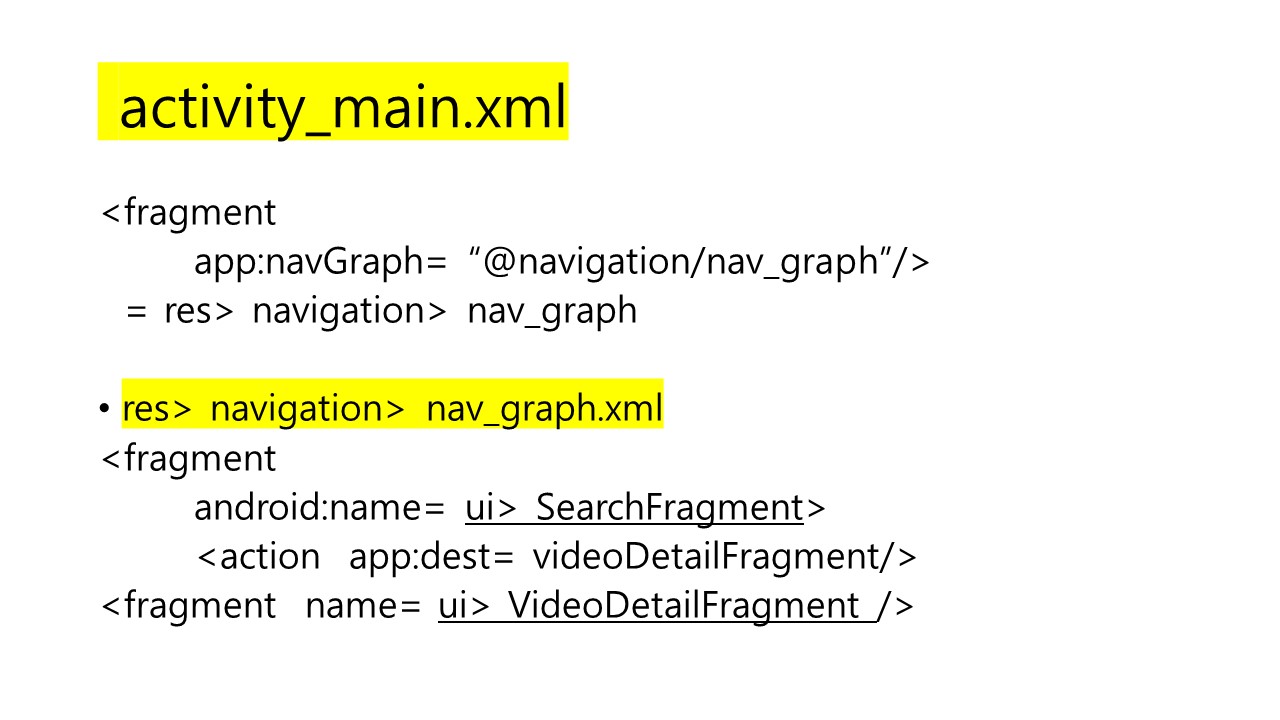 activity_main.xml
<fragment
app:navGraph= “@navigation/nav_graph”/>
= res> navigation> nav_graph
• res> navigation> nav_graph.xml
<fragment
android:name= ui> SearchFragment>
<action app:dest= videoDetailFragment/>
<fragment name= ui> VideoDetailFragment />